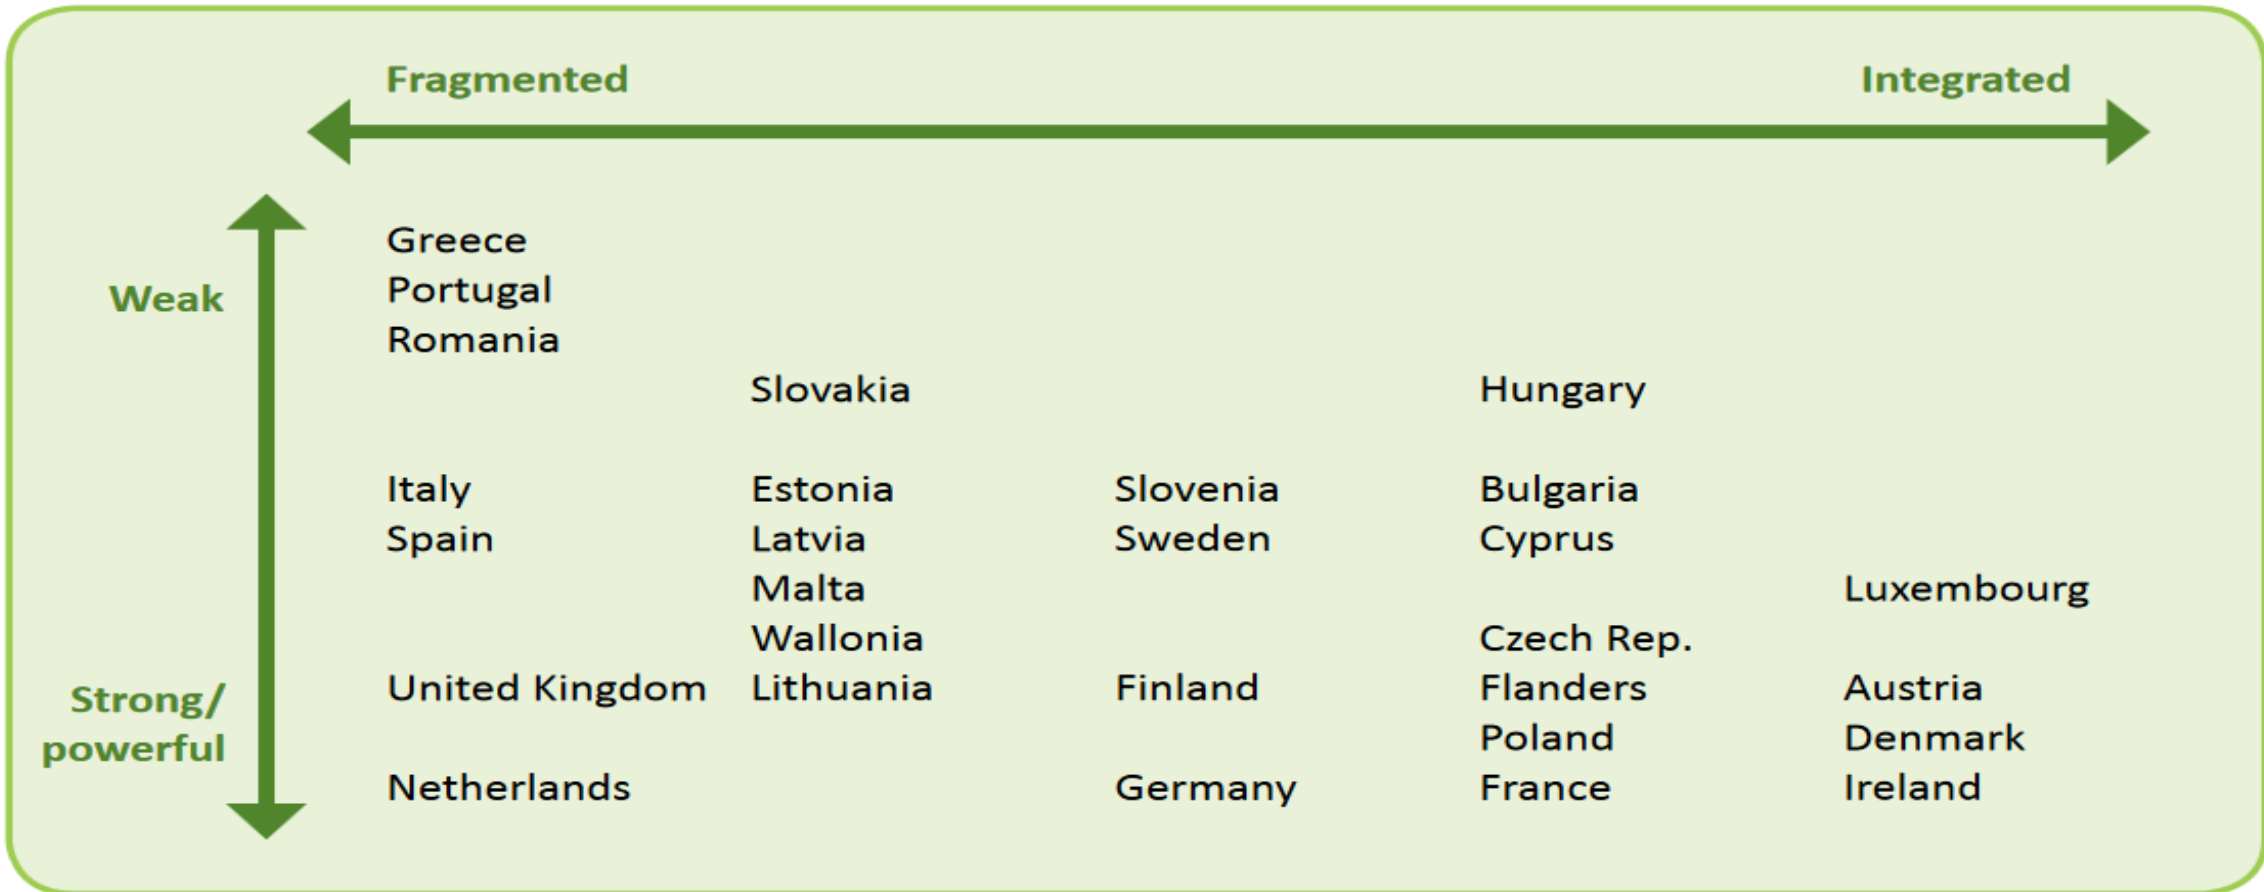 Fragmented Integrated
Greece
Weak Portugal
Romania
Slovakia Hungary
Italy Estonia Slovenia Bulgaria
Spain Latvia Sweden Cyprus
Malta Luxembourg
Wallonia Czech Rep.
Strong/ United Kingdom Lithuania Finland Flanders Austria
powerful Poland Denmark
Netherlands Germany France Ireland